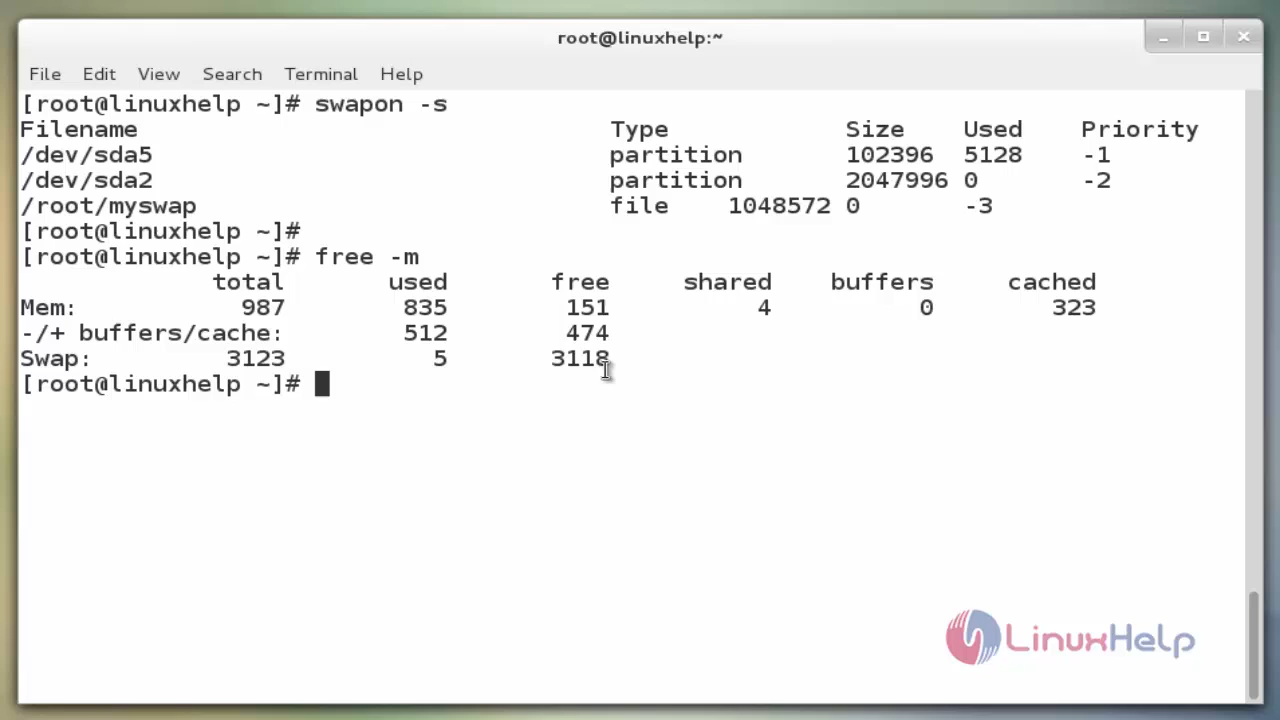 root@linuxhelp:~
File Edit View Search Terminal Help
[root@linuxhelp ~]# swapon -s
Filename Type Size Used Priority
/dev/sda5 partition 102396 5128 -1
/dev/sda2 partition 2047996 0 -2
/root/myswap file 1048572 0 -3
[root@linuxhelp ~]#
[root@linuxhelp ~]# free -m
total used free shared buffers cached
Mem: 987 835 151 4 0 323
-/+ buffers/cache: 512 474
Swap: 3123 5 3118
[root@linuxhelp ~]#
LinuxHelp